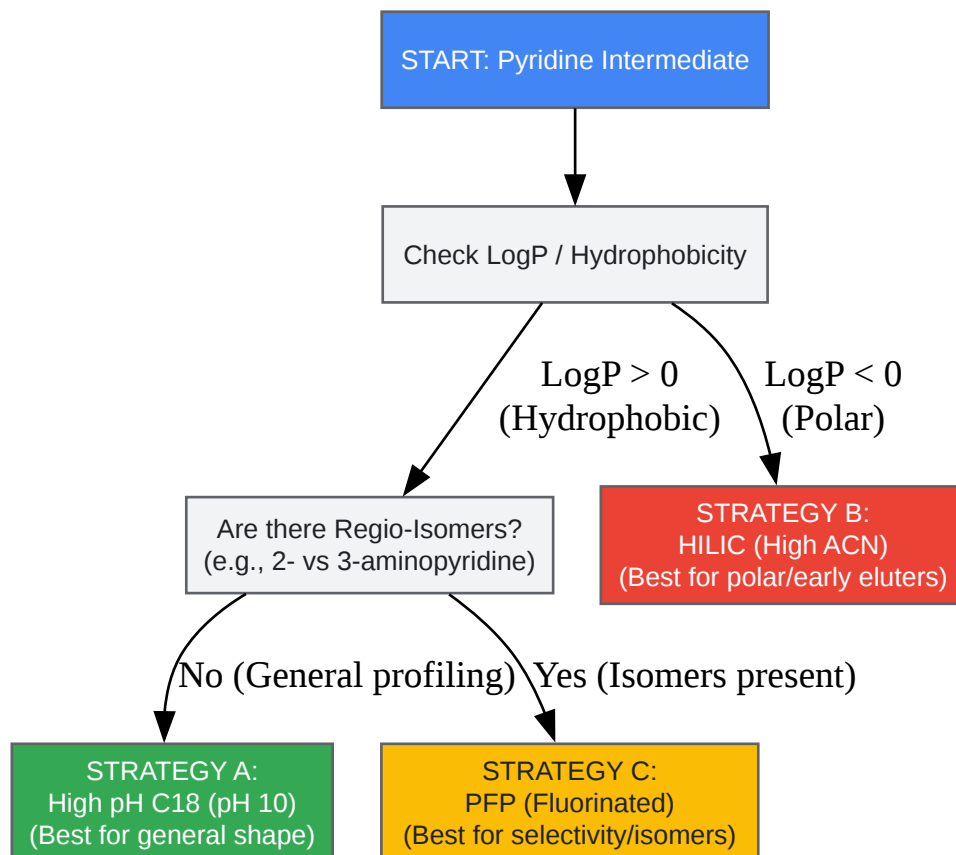 START: Pyridine Intermediate
Check LogP / Hydrophobicity
LogP > 0
(Hydrophobic)
LogP < 0
(Polar)
Are there Regio-Isomers?
(e.g., 2- vs 3-aminopyridine)
STRATEGY B:
HILIC (High ACN)
(Best for polar/early eluters)
No (General profiling)
Yes (Isomers present)
STRATEGY A:
High pH C18 (pH 10)
(Best for general shape)
STRATEGY C:
PFP (Fluorinated)
(Best for selectivity/isomers)